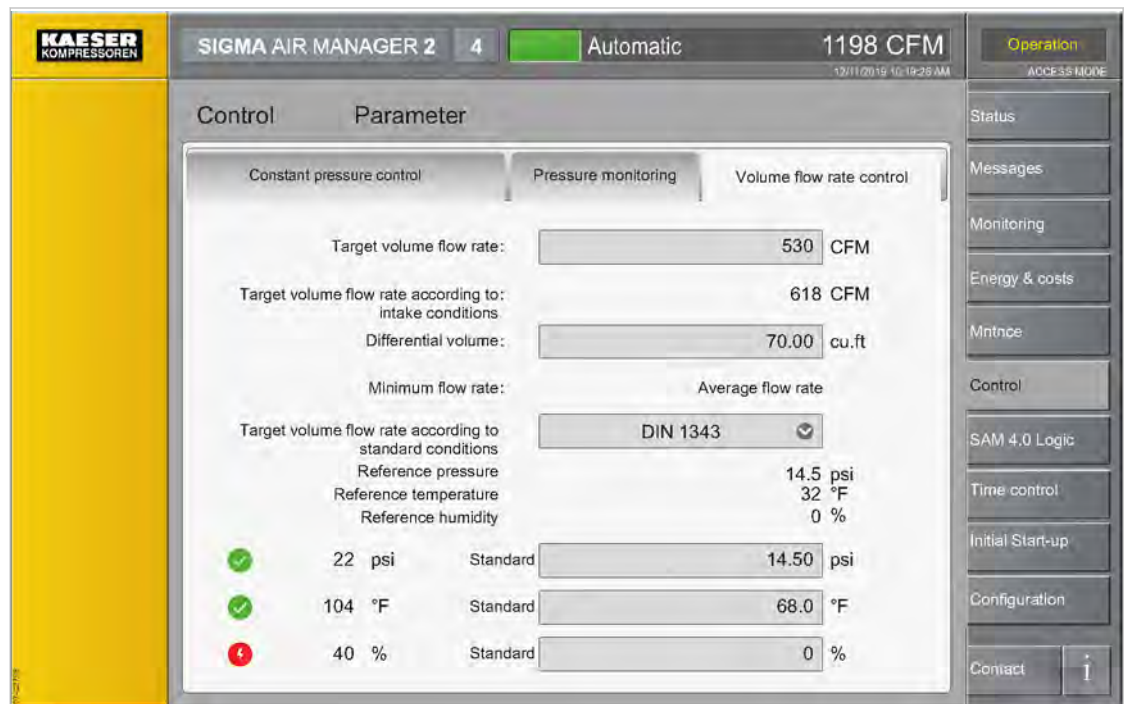 KAESER
KOMPRESSOREN
SIGMA AIR MANAGER 2 4 Automatic 1198 CFM
12/11/2019 10:19:26 AM
Operation
ACCESS MODE
Control Parameter
Constant pressure control Pressure monitoring Volume flow rate control
Target volume flow rate: 530 CFM
Target volume flow rate according to: 618 CFM
intake conditions
Differential volume: 70.00 cu.ft
Minimum flow rate: Average flow rate
Target volume flow rate according to DIN 1343
standard conditions
Reference pressure 14.5 psi
Reference temperature 32 °F
Reference humidity 0 %
22 psi Standard 14.50 psi
104 °F Standard 68.0 °F
40 % Standard 0 %
Status
Messages
Monitoring
Energy & costs
Mntnce
Control
SAM 4.0 Logic
Time control
Initial Start-up
Configuration
Contact i